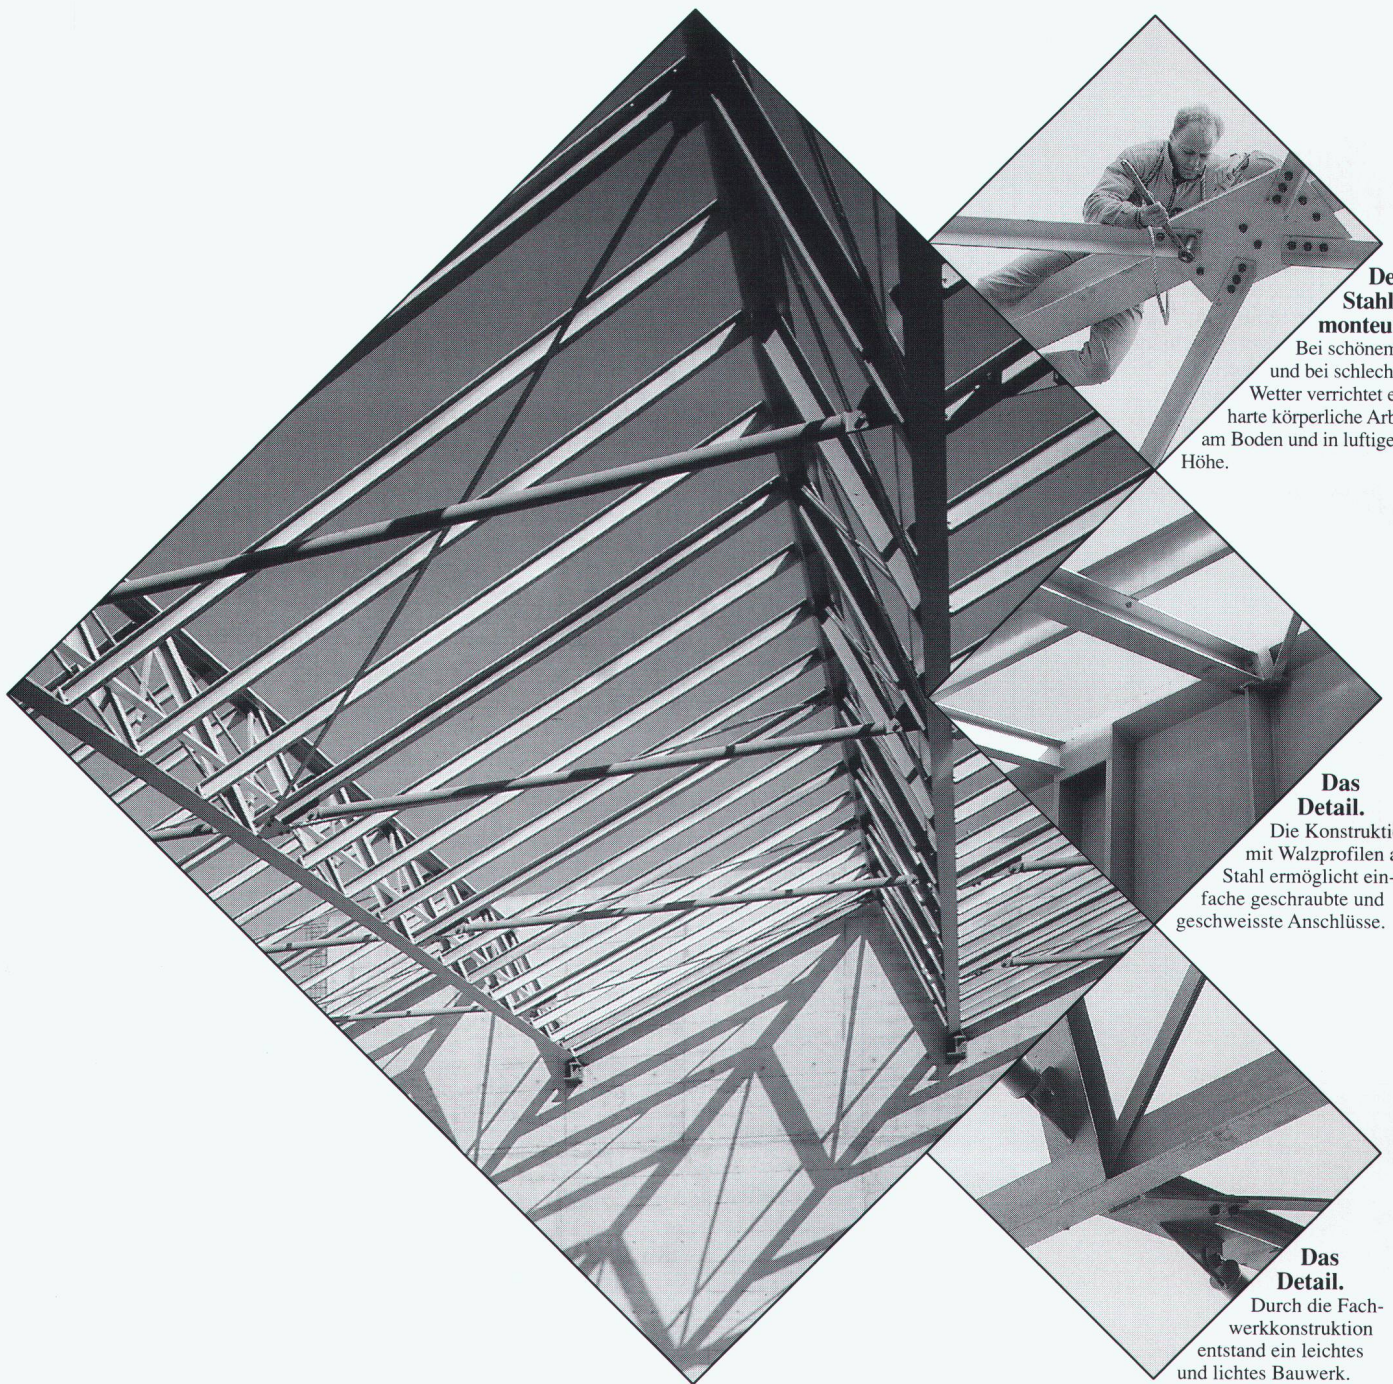 De
Stahl
monteu
Bei schönem
und bei schlech
Wetter verrichtet e
harte körperliche Arb
am Boden und in luftige
Höhe.
Das
Detail.
Die Konstrukti
mit Walzprofilen a
Stahl ermöglicht ein-
fache geschraubte und
geschweisste Anschlüsse.
Das
Detail.
Durch die Fach-
werkkonstruktion
entstand ein leichtes
und lichtes Bauwerk.